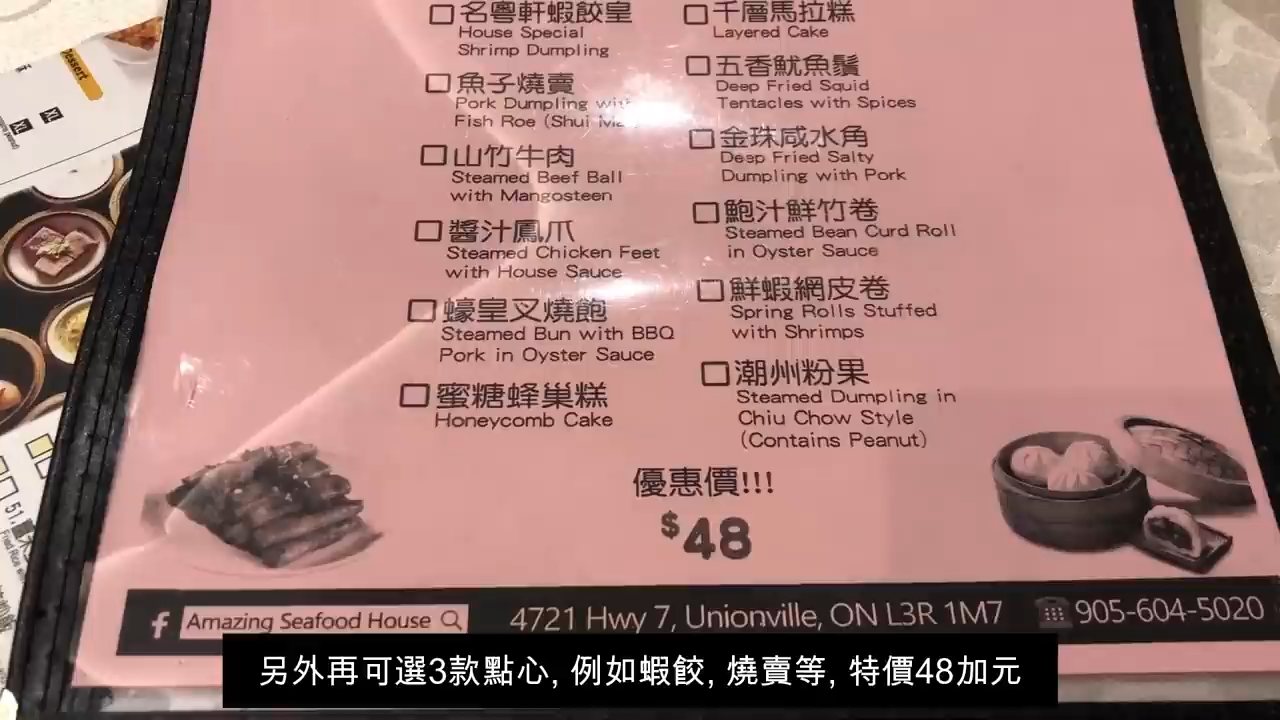 名粵軒蝦餃皇
House Special
Shrimp Dumpling
魚子燒賣
Pork Dumpling with
Fish Roe (Shui Mai
山竹牛肉
Steamed Beef Ball
with Mangosteen
醬汁鳳爪
Steamed Chicken Feet
with House Sauce
蠔皇叉燒飽
Steamed Bun with BBQ
Pork in Oyster Sauce
蜜糖蜂巢糕
Honeycomb Cake
千層馬拉糕
Layered Cake
五香魷魚鬚
Deep Fried Squid
Tentacles with Spices
金珠咸水角
Deep Fried Salty
Dumpling with Pork
鮑汁鮮竹卷
Steamed Bean Curd Roll
in Oyster Sauce
鮮蝦網皮卷
Spring Rolls Stuffed
with Shrimps
潮州粉果
Steamed Dumpling in
Chiu Chow Style
(Contains Peanut)
優惠價!!!
$48
f Amazing Seafood House
4721 Hwy 7, Unionville, ON L3R 1M7
905-604-5020
另外再可選3款點心, 例如蝦餃, 燒賣等, 特價48加元
Dessert
51.